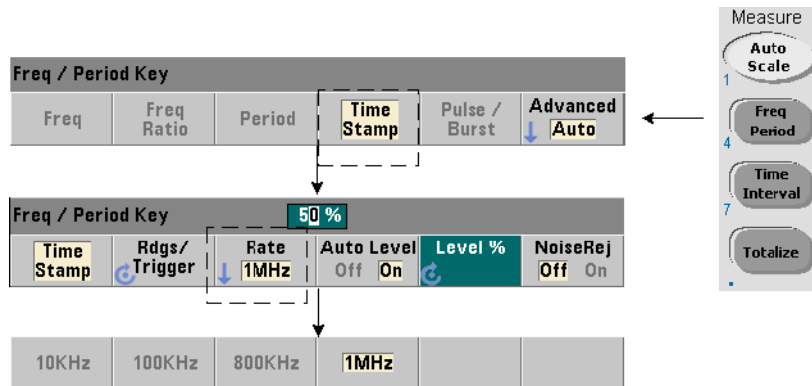 Measure
Auto
Scale
1
Freq
Period
4
Time
Interval
7
Totalize
.
Freq / Period Key
Freq
Freq
Ratio
Period
Time
Stamp
Pulse /
Burst
Advanced
Auto
Freq / Period Key
50 %
Time
Stamp
Rdgs/
Trigger
Rate
1MHz
Auto Level
Off On
Level %
NoiseRej
Off On
10KHz
100KHz
800KHz
1MHz